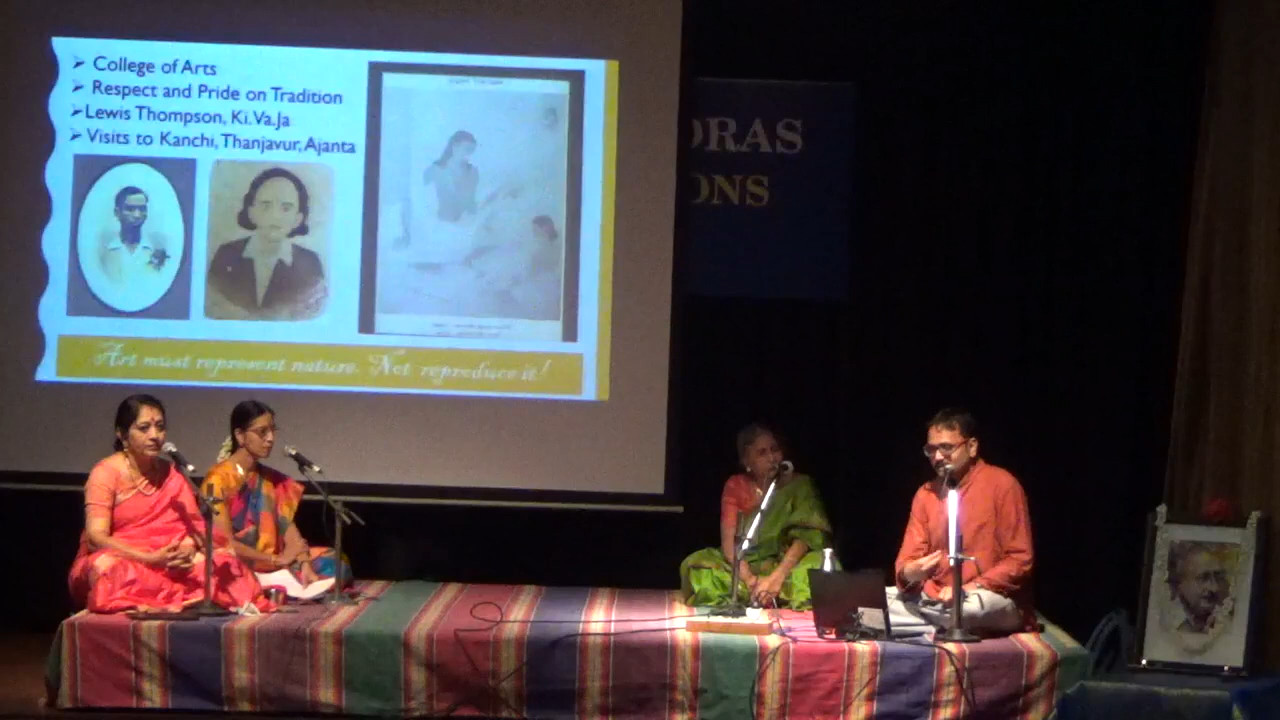 ➢ College of Arts
➢ Respect and Pride on Tradition
➢Lewis Thompson, Ki.Va.Ja
➢Visits to Kanchi, Thanjavur, Ajanta
Art must represent nature. Not reproduce it!
DRAS
ONS